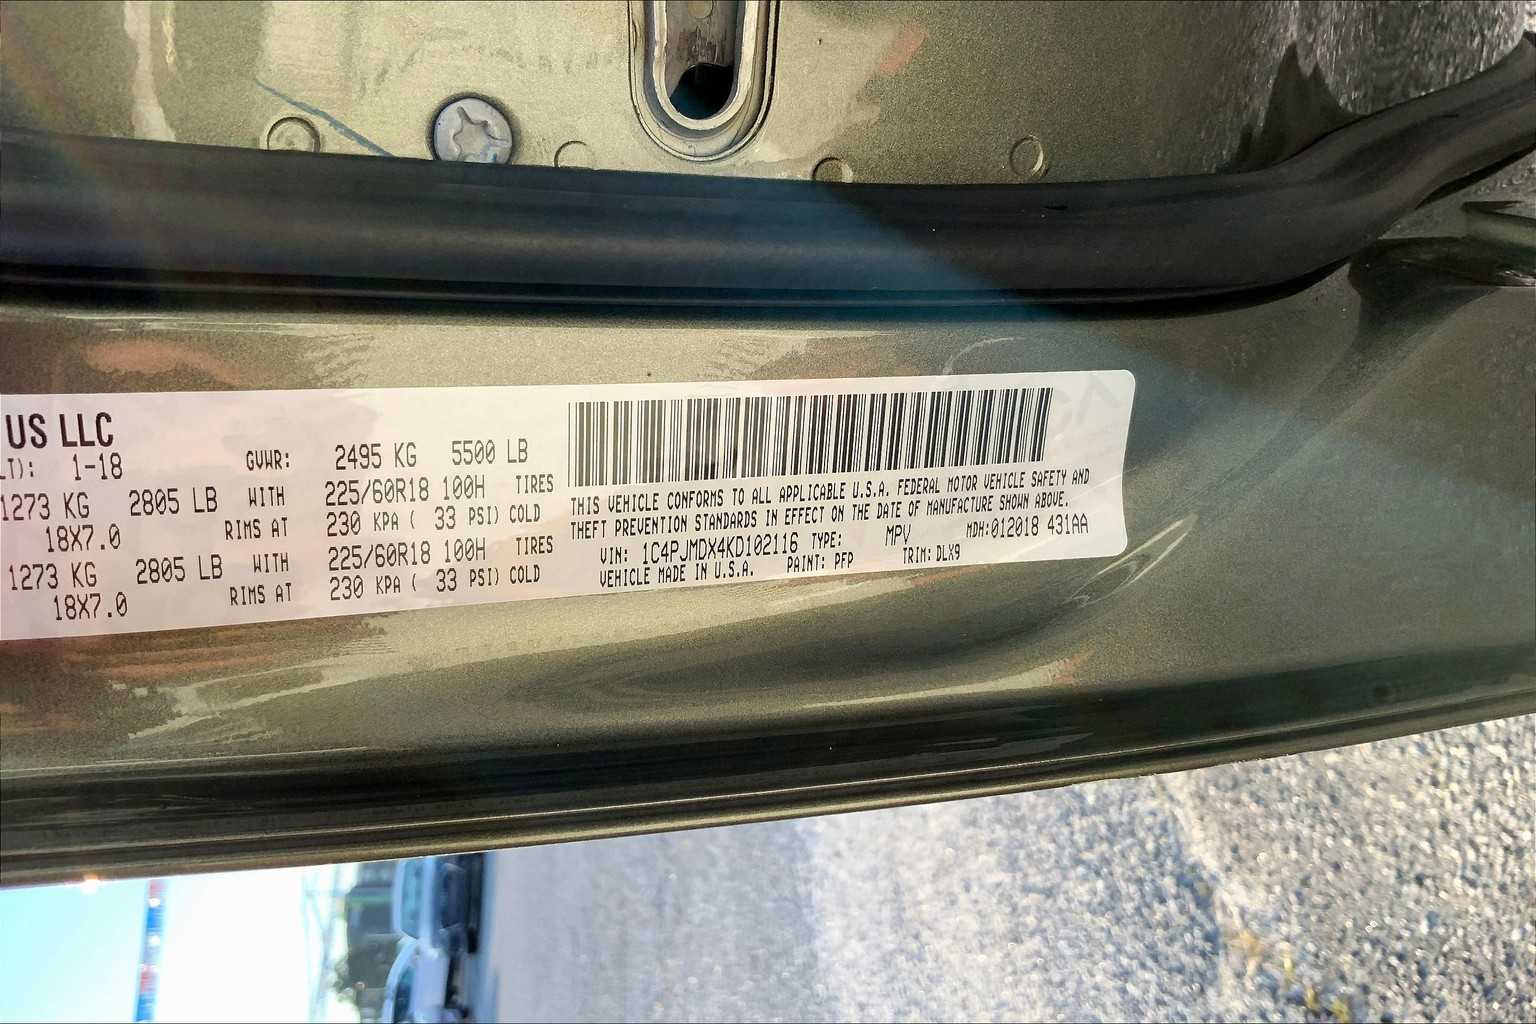 US LLC
LT): 1-18 GVWR: 2495 KG 5500 LB
1273 KG 2805 LB WITH 225/60R18 100H TIRES
18X7.0 RIMS AT 230 KPA ( 33 PSI) COLD
1273 KG 2805 LB WITH 225/60R18 100H TIRES
18X7.0 RIMS AT 230 KPA ( 33 PSI) COLD
THIS VEHICLE CONFORMS TO ALL APPLICABLE U.S.A. FEDERAL MOTOR VEHICLE SAFETY AND
THEFT PREVENTION STANDARDS IN EFFECT ON THE DATE OF MANUFACTURE SHOWN ABOVE.
VIN: 1C4PJMDX4KD102116 TYPE: MPV MDH:012018 431AA
VEHICLE MADE IN U.S.A. PAINT: PFP TRIM: DLX9